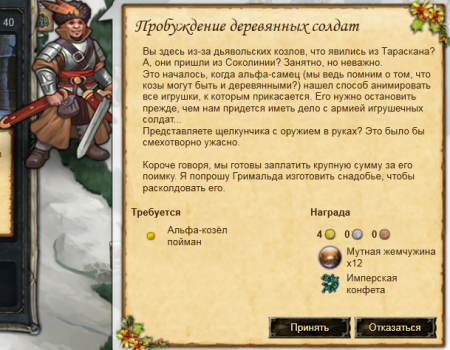 40
Пробуждение деревянных солдат
Вы здесь из-за дьявольских козлов, что явились из Тараскана?
А, они пришли из Соколинии? Занятно, но неважно.
Это началось, когда альфа-самец (мы ведь помним о том, что
козы могут быть и деревянными?) нашел способ анимировать
все игрушки, к которым прикасается. Его нужно остановить
прежде, чем нам придется иметь дело с армией игрушечных
солдат...
Представляете щелкунчика с оружием в руках? Это было бы
смехотворно ужасно.
Короче говоря, мы готовы заплатить крупную сумму за его
поимку. Я попрошу Гримальда изготовить снадобье, чтобы
расколдовать его.
Требуется
Альфа-козёл
пойман
Награда
4 0 0
Мутная жемчужина
x12
Имперская
конфета
Принять
Отказаться